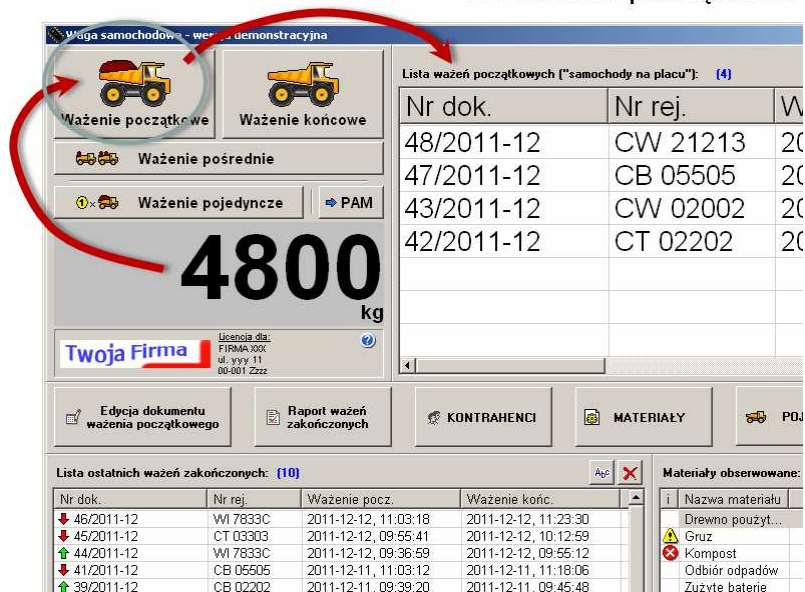 Waga samochodowa - wersja demonstracyjna
Ważenie początkowe
Ważenie końcowe
Ważenie pośrednie
1 x
Ważenie pojedyncze
PAM
4800
kg
Twoja Firma
Licencja dla:
FIRMA XXX
ul. yyy 11
00-001 Zzzz
Lista ważeń początkowych ("samochody na placu"): (4)
Nr dok. Nr rej.
48/2011-12 CW 21213 20
47/2011-12 CB 05505 20
43/2011-12 CW 02002 20
42/2011-12 CT 02202 20
Edycja dokumentu
ważenia początkowego
Raport ważeń
zakończonych
KONTRAHENCI
MATERIAŁY
POJ
Lista ostatnich ważeń zakończonych: (10)
Nr dok. Nr rej. Ważenie pocz. Ważenie końc.
46/2011-12 WI 7833C 2011-12-12, 11:03:18 2011-12-12, 11:23:30
45/2011-12 CT 03303 2011-12-12, 09:55:41 2011-12-12, 10:12:59
44/2011-12 WI 7833C 2011-12-12, 09:36:59 2011-12-12, 09:55:12
41/2011-12 CB 05505 2011-12-11, 11:03:12 2011-12-11, 11:18:06
39/2011-12 CB 02202 2011-12-11, 09:39:20 2011-12-11, 09:45:48
Materiały obserwowane:
i Nazwa materiału
Drewno poużyt...
Gruz
Kompost
Odbiór odpadów
Zużyte baterie